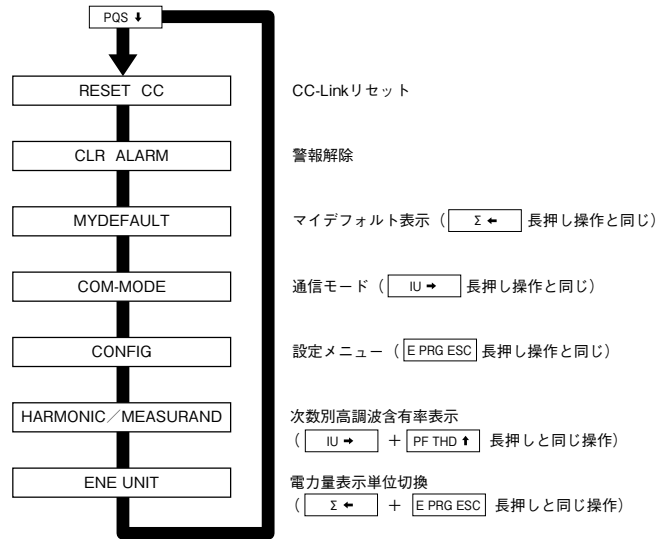 PQS ⬇
RESET CC CC-Linkリセット
CLR ALARM 警報解除
MYDEFAULT マイデフォルト表示（ Σ ⬅ 長押し操作と同じ）
COM-MODE 通信モード（ IU ➡ 長押し操作と同じ）
CONFIG 設定メニュー（ E PRG ESC 長押し操作と同じ）
HARMONIC／MEASURAND 次数別高調波含有率表示
（ IU ➡ ＋ PF THD ⬆ 長押しと同じ操作）
ENE UNIT 電力量表示単位切換
（ Σ ⬅ ＋ E PRG ESC 長押しと同じ操作）